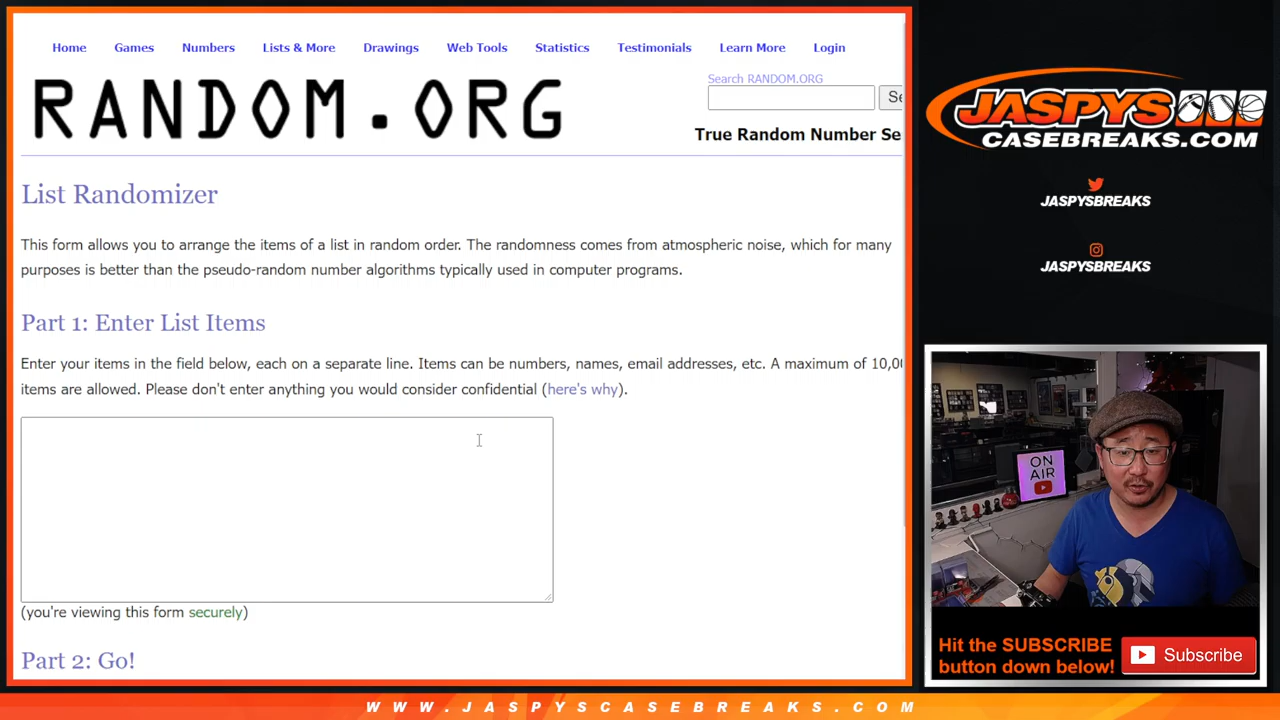 Home Games Numbers Lists & More Drawings Web Tools Statistics Testimonials Learn More Login
RANDOM.ORG
Search RANDOM.ORG
True Random Number Se
List Randomizer
This form allows you to arrange the items of a list in random order. The randomness comes from atmospheric noise, which for many
purposes is better than the pseudo-random number algorithms typically used in computer programs.
Part 1: Enter List Items
Enter your items in the field below, each on a separate line. Items can be numbers, names, email addresses, etc. A maximum of 10,00
items are allowed. Please don't enter anything you would consider confidential (here's why).
(you're viewing this form securely)
Part 2: Go!
JASPYS
CASEBREAKS.COM
JASPYSBREAKS
JASPYSBREAKS
ON
AIR
Hit the SUBSCRIBE
button down below!
Subscribe
WWW.JASPYSCASEBREAKS.COM